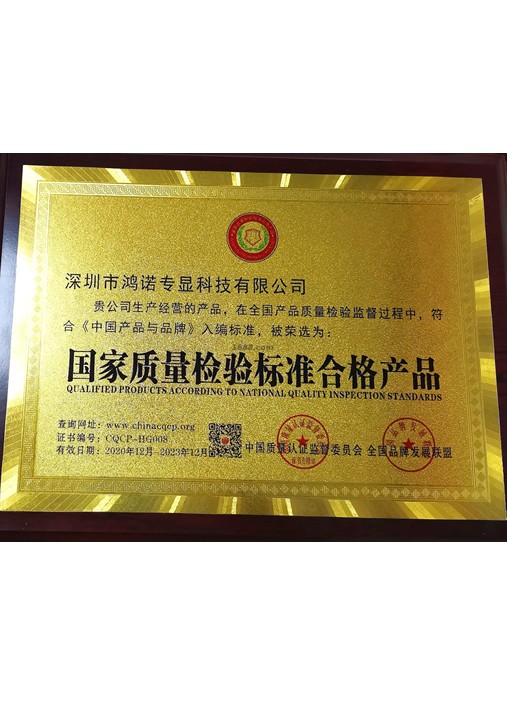 深圳市鸿诺专显科技有限公司
贵公司生产经营的产品，在全国产品质量检验监督过程中，符
合《中国产品与品牌》入编标准，被荣选为：
国家质量检验标准合格产品
QUALIFIED PRODUCTS ACCORDING TO NATIONAL QUALITY INSPECTION STANDARDS
查询网址：www.chinacqcp.org
证书编号：CQCP-HG008
有效日期：2020年12月-2023年12月
中国质量认证监督委员会 全国品牌发展联盟